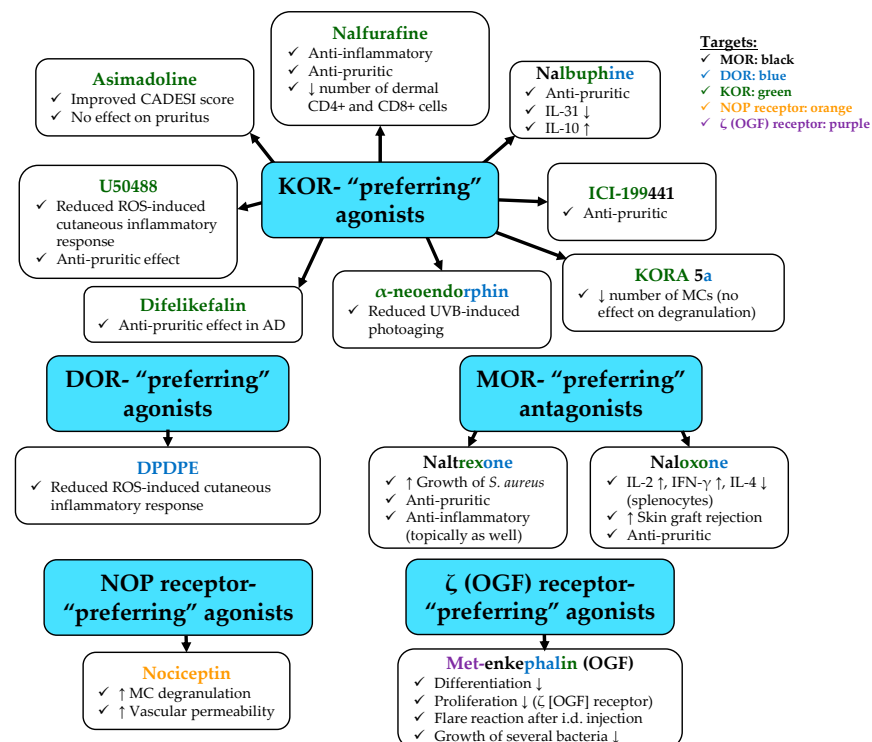 Nalfurafine
✓ Anti-inflammatory
✓ Anti-pruritic
✓ ↓ number of dermal
CD4+ and CD8+ cells
Asimadoline
✓ Improved CADESI score
✓ No effect on pruritus
Nalbuphine
✓ Anti-pruritic
✓ IL-31 ↓
✓ IL-10 ↑
Targets:
✓ MOR: black
✓ DOR: blue
✓ KOR: green
✓ NOP receptor: orange
✓ ζ (OGF) receptor: purple
KOR- “preferring”
agonists
U50488
✓ Reduced ROS-induced
cutaneous inflammatory
response
✓ Anti-pruritic effect
ICI-199441
✓ Anti-pruritic
Difelikefalin
✓ Anti-pruritic effect in AD
α-neoendorphin
✓ Reduced UVB-induced
photoaging
KORA 5a
✓ ↓ number of MCs (no
effect on degranulation)
DOR- “preferring”
agonists
DPDPE
✓ Reduced ROS-induced cutaneous
inflammatory response
MOR- “preferring”
antagonists
Naltrexone
✓ ↑ Growth of S. aureus
✓ Anti-pruritic
✓ Anti-inflammatory
(topically as well)
Naloxone
✓ IL-2 ↑, IFN-γ ↑, IL-4 ↓
(splenocytes)
✓ ↑ Skin graft rejection
✓ Anti-pruritic
NOP receptor-
“preferring” agonists
Nociceptin
✓ ↑ MC degranulation
✓ ↑ Vascular permeability
ζ (OGF) receptor-
“preferring” agonists
Met-enkephalin (OGF)
✓ Differentiation ↓
✓ Proliferation ↓ (ζ [OGF] receptor)
✓ Flare reaction after i.d. injection
✓ Growth of several bacteria ↓